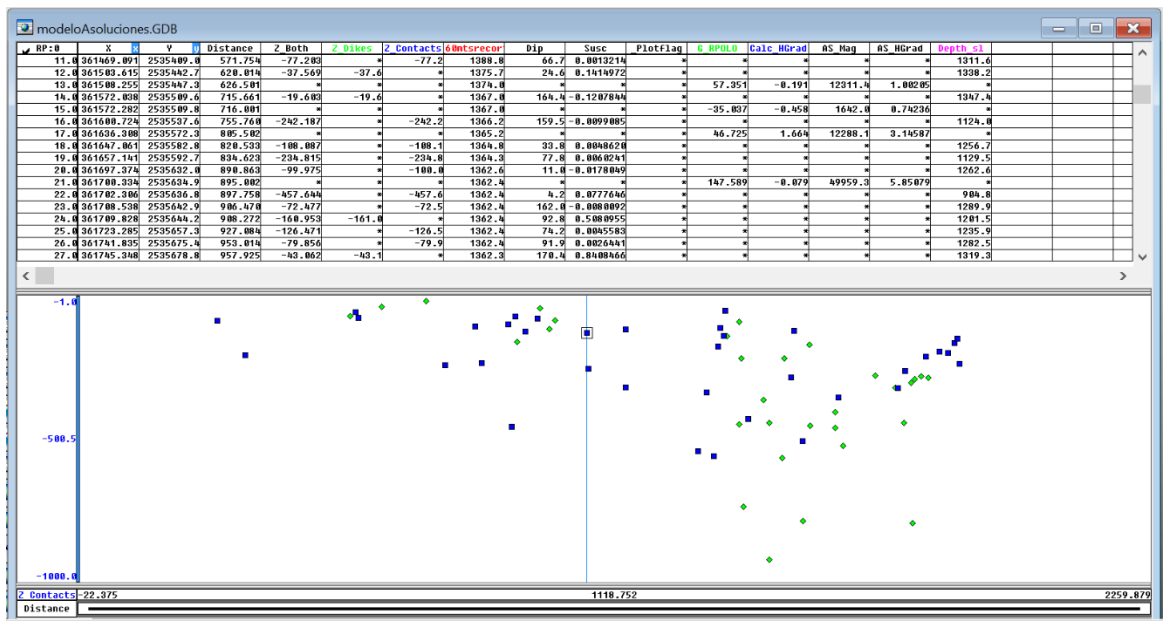 modeloAsoluciones.GDB
RP:0 X x Y y Distance Z_Both Z_Dikes Z_Contacts 60mtsrecor Dip Susc _PlotFlag G_RPOLO Calc_HGrad AS_Mag AS_HGrad Depth_sl
11.0 361469.091 2535409.0 571.754 -77.203 * -77.2 1388.8 66.7 0.0013214 * * * * * 1311.6
12.0 361503.615 2535442.7 620.014 -37.569 -37.6 * 1375.7 24.6 0.1414972 * * * * * 1338.2
13.0 361508.255 2535447.3 626.501 * * * 1374.0 * * * 57.351 -0.191 12311.4 1.00205 *
14.0 361572.038 2535509.6 715.661 -19.603 -19.6 * 1367.0 164.4 -0.1207844 * * * * * 1347.4
15.0 361572.282 2535509.8 716.001 * * * 1367.0 * * * -35.037 -0.458 1642.0 0.74236 *
16.0 361600.724 2535537.6 755.760 -242.187 * -242.2 1366.2 159.5 -0.0099085 * * * * * 1124.0
17.0 361636.308 2535572.3 805.502 * * * 1365.2 * * * 46.725 1.664 12288.1 3.14587 *
18.0 361647.061 2535582.8 820.533 -108.087 * -108.1 1364.8 33.8 0.0048620 * * * * * 1256.7
19.0 361657.141 2535592.7 834.623 -234.815 * -234.8 1364.3 77.8 0.0060241 * * * * * 1129.5
20.0 361697.374 2535632.0 890.863 -99.975 * -100.0 1362.6 11.0 -0.0178049 * * * * * 1262.6
21.0 361700.334 2535634.9 895.002 * * * 1362.4 * * * 147.589 -0.079 49959.3 5.85079 *
22.0 361702.306 2535636.8 897.758 -457.644 * -457.6 1362.4 4.2 0.0777646 * * * * * 904.8
23.0 361708.538 2535642.9 906.470 -72.477 * -72.5 1362.4 162.0 -0.0080092 * * * * * 1289.9
24.0 361709.828 2535644.2 908.272 -160.953 -161.0 * 1362.4 92.8 0.5080955 * * * * * 1201.5
25.0 361723.285 2535657.3 927.084 -126.471 * -126.5 1362.4 74.2 0.0045583 * * * * * 1235.9
26.0 361741.835 2535675.4 953.014 -79.856 * -79.9 1362.4 91.9 0.0026441 * * * * * 1282.5
27.0 361745.348 2535678.8 957.925 -43.062 -43.1 * 1362.3 170.4 0.8408466 * * * * * 1319.3
-1.0
-500.5
-1000.0
Z_Contacts -22.375 1118.752 2259.879
Distance